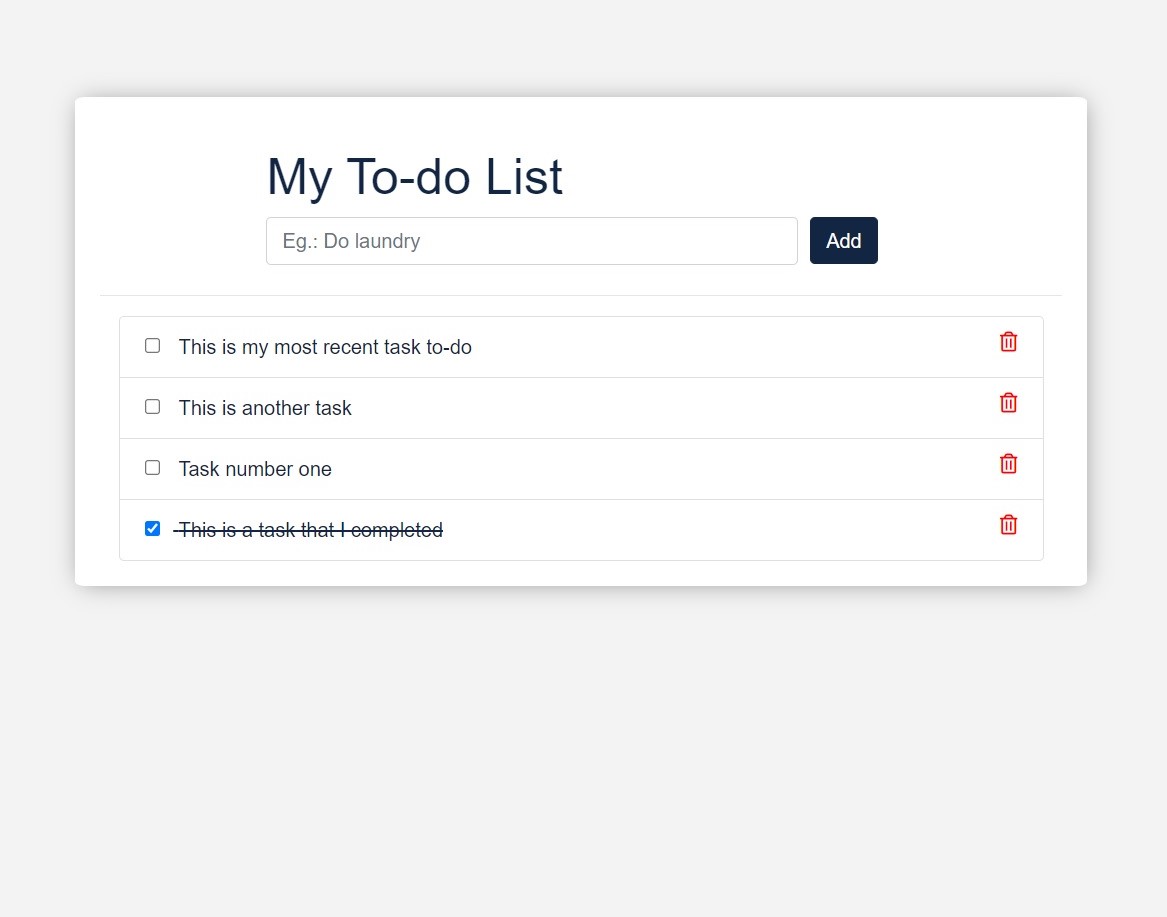 My To-do List
Eg.: Do laundry
Add
This is my most recent task to-do
This is another task
Task number one
This is a task that I completed